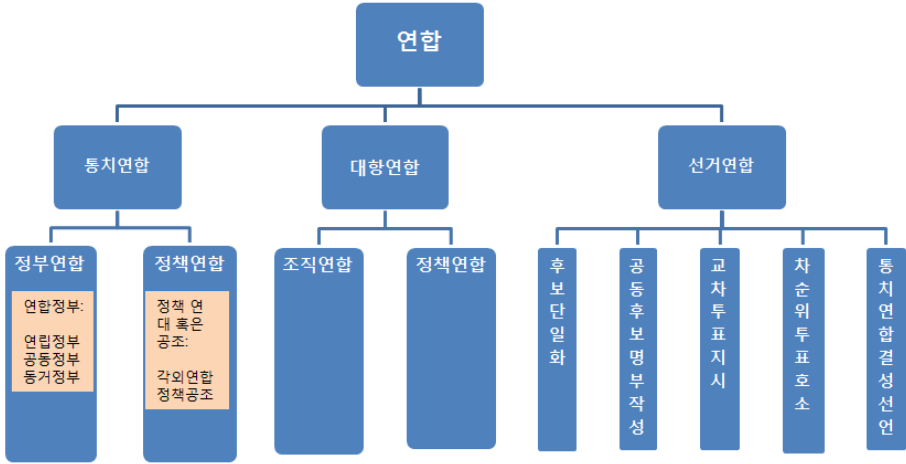 연합
통치연합
대항연합
선거연합
정부연합
연합정부:
연립정부
공동정부
동거정부
정책연합
정책 연
대 혹은
공조:
각외연합
정책공조
조직연합
정책연합
후보단일화
공동후보명부작성
교차투표지시
차순위투표호소
통치연합결성선언